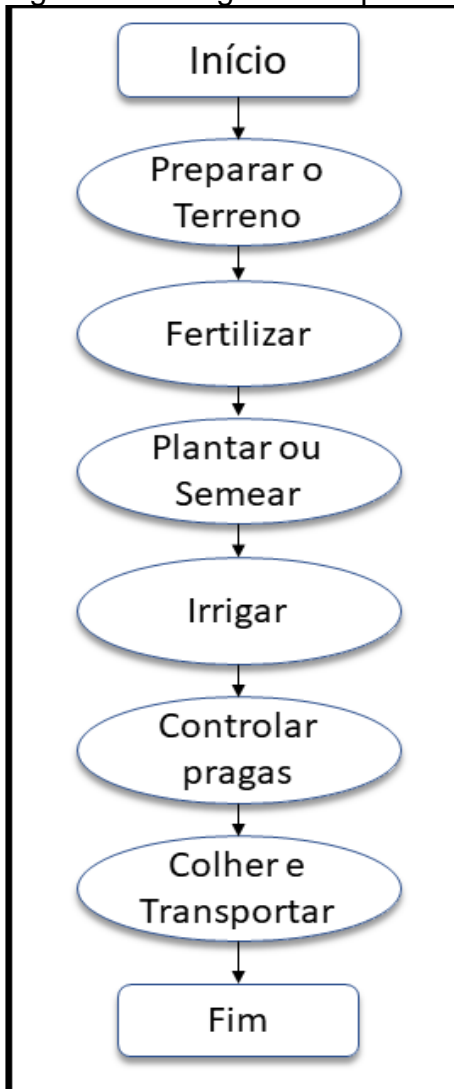 Início
Preparar o
Terreno
Fertilizar
Plantar ou
Semear
Irrigar
Controlar
pragas
Colher e
Transportar
Fim